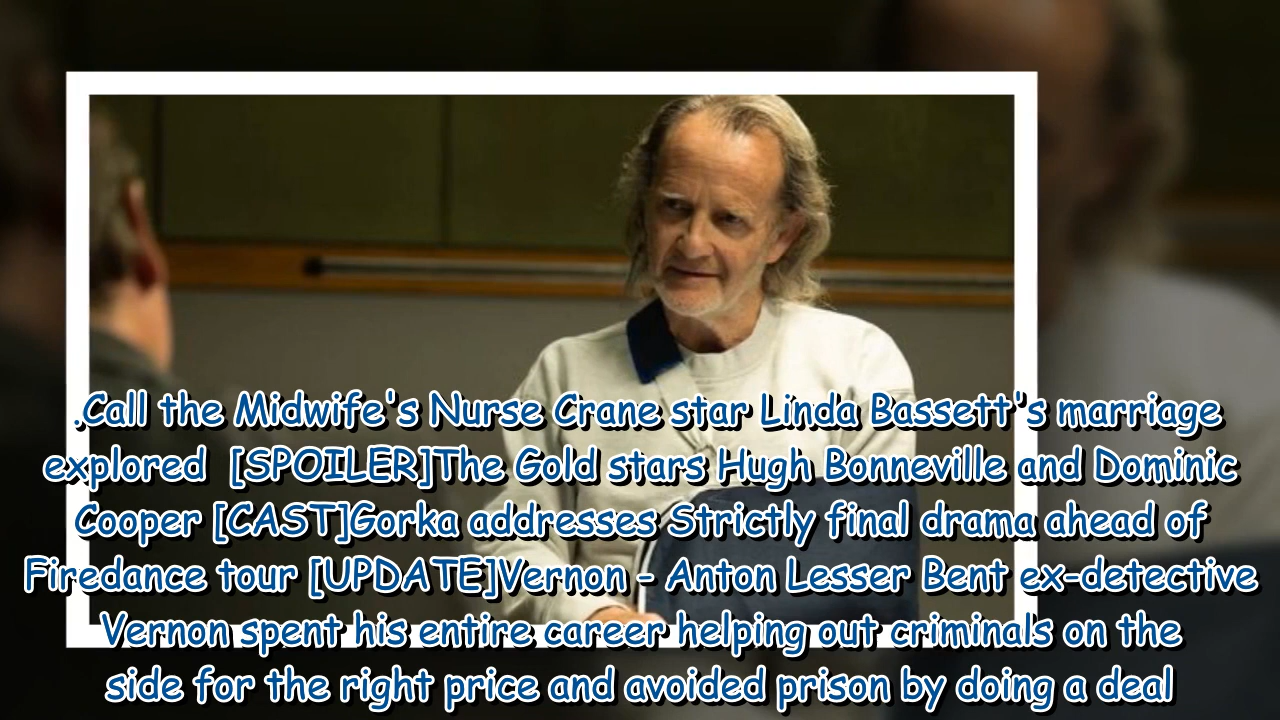 .Call the Midwife's Nurse Crane star Linda Bassett's marriage
explored [SPOILER]The Gold stars Hugh Bonneville and Dominic
Cooper [CAST]Gorka addresses Strictly final drama ahead of
Firedance tour [UPDATE]Vernon - Anton Lesser Bent ex-detective
Vernon spent his entire career helping out criminals on the
side for the right price and avoided prison by doing a deal